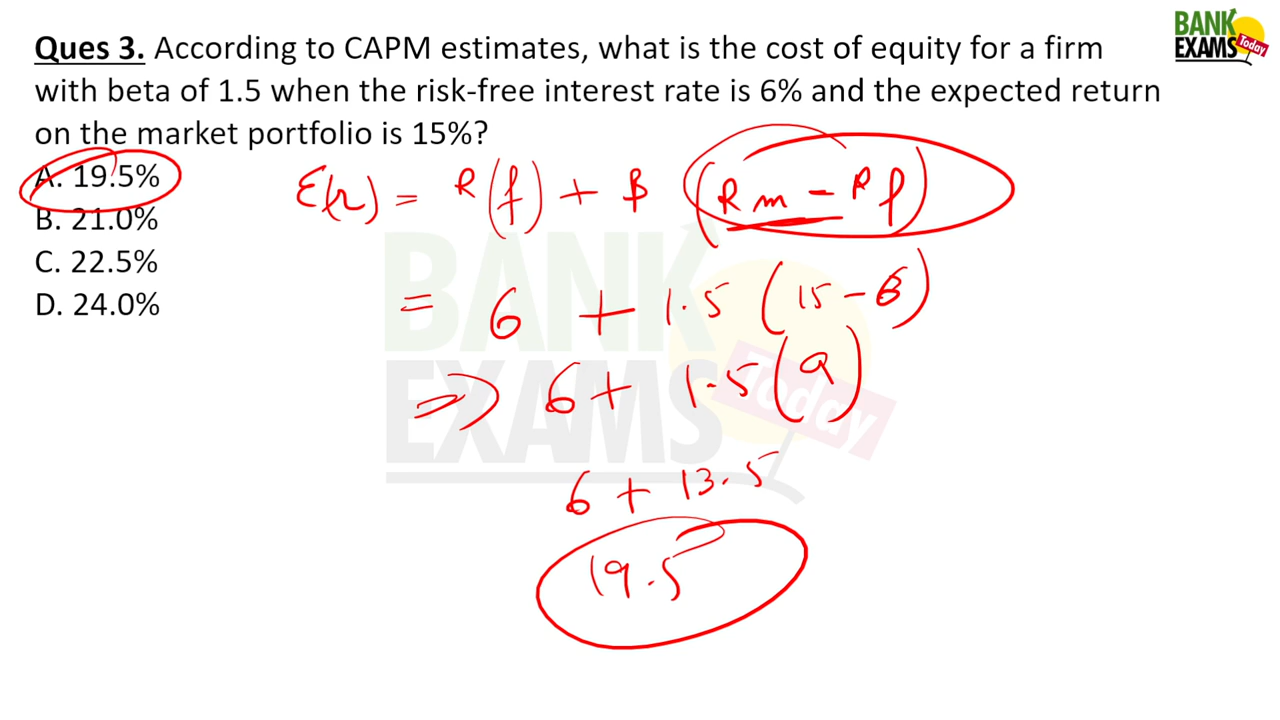 BANK
EXAMS Today
Ques 3. According to CAPM estimates, what is the cost of equity for a firm
with beta of 1.5 when the risk-free interest rate is 6% and the expected return
on the market portfolio is 15%?
A. 19.5%
B. 21.0%
C. 22.5%
D. 24.0%
E(r) = R(f) + β (Rm - Rf)
= 6 + 1.5 (15 - 6)
⇒ 6 + 1.5 (9)
6 + 13.5
19.5
BANK
EXAMS
Today